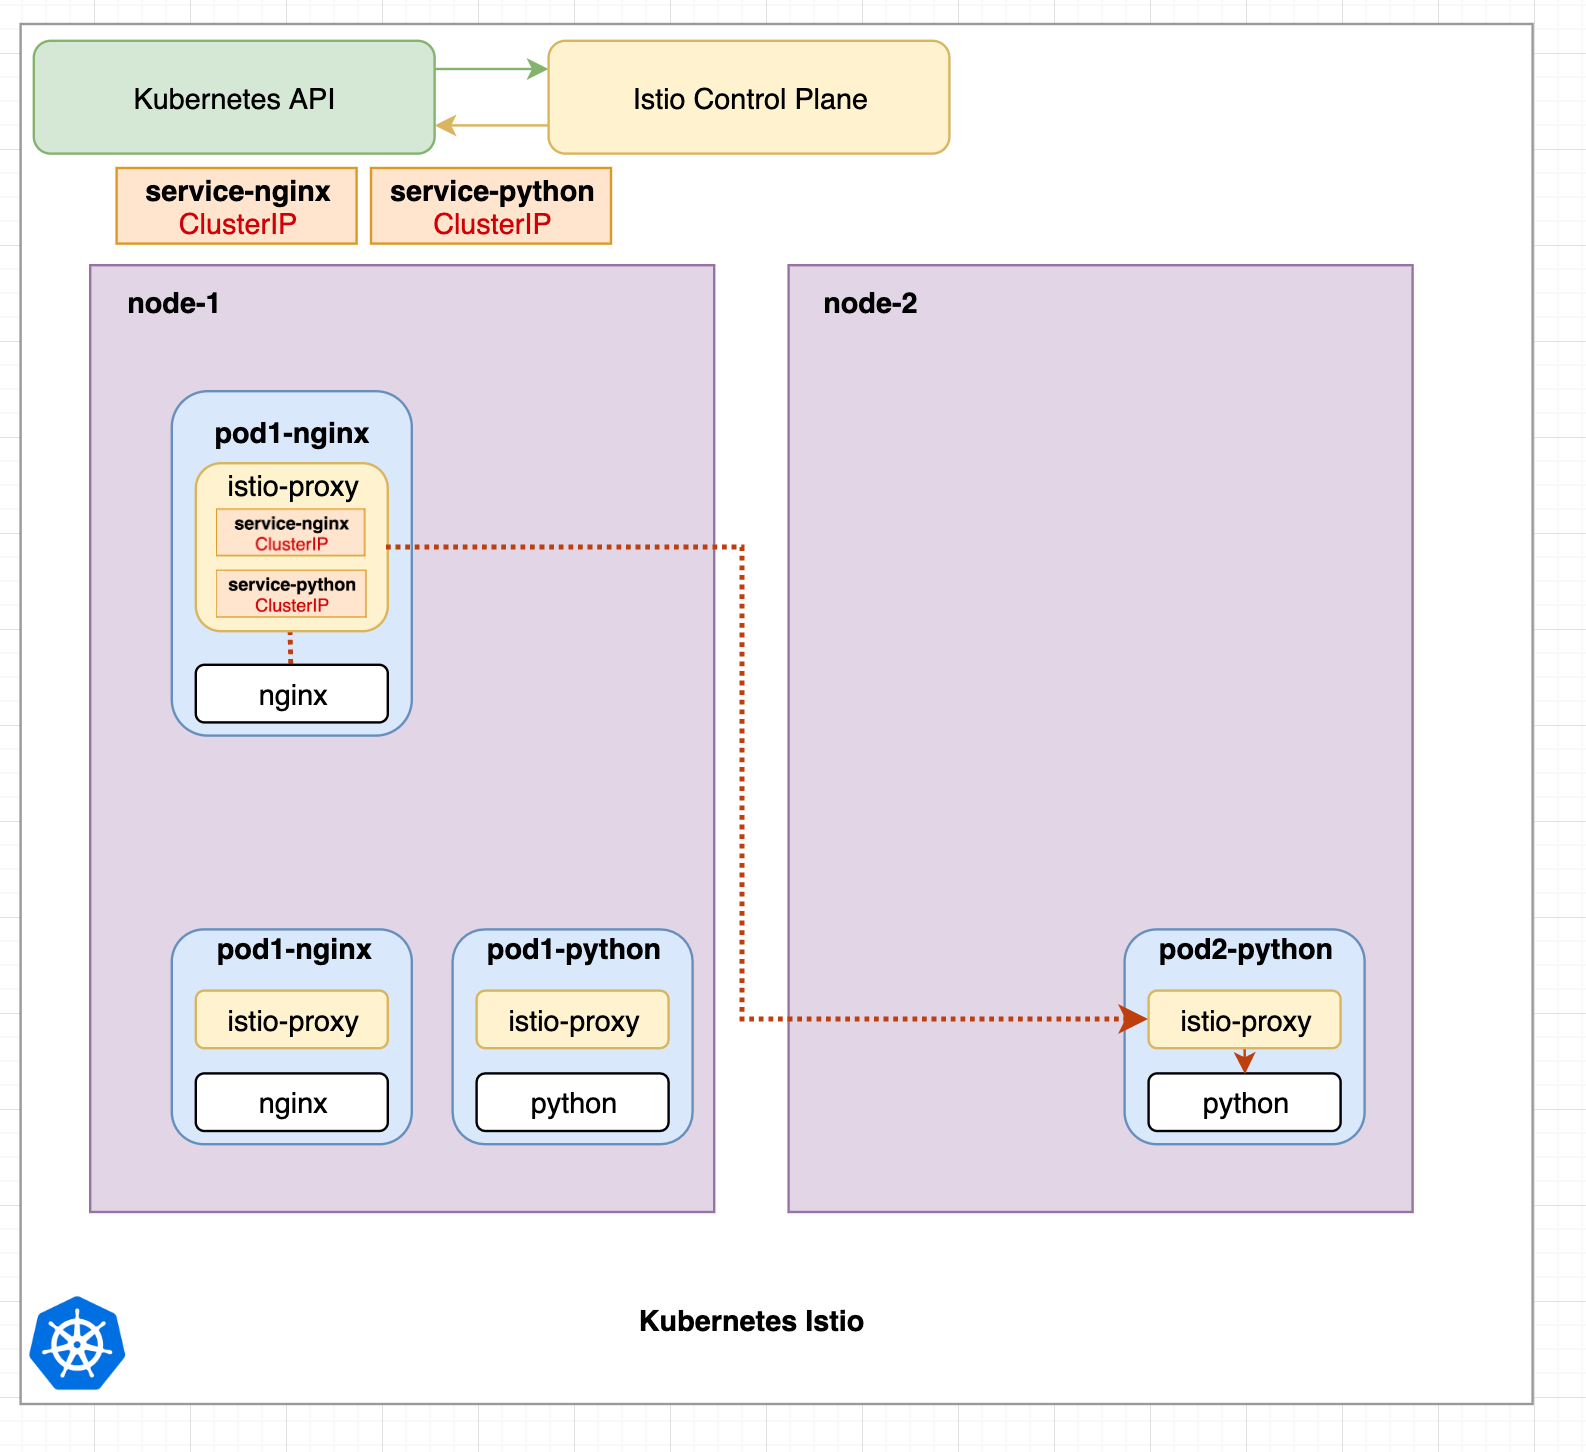 Kubernetes API
Istio Control Plane
service-nginx
ClusterIP
service-python
ClusterIP
node-1
node-2
pod1-nginx
istio-proxy
service-nginx
ClusterIP
service-python
ClusterIP
nginx
pod1-nginx
istio-proxy
nginx
pod1-python
istio-proxy
python
pod2-python
istio-proxy
python
Kubernetes Istio